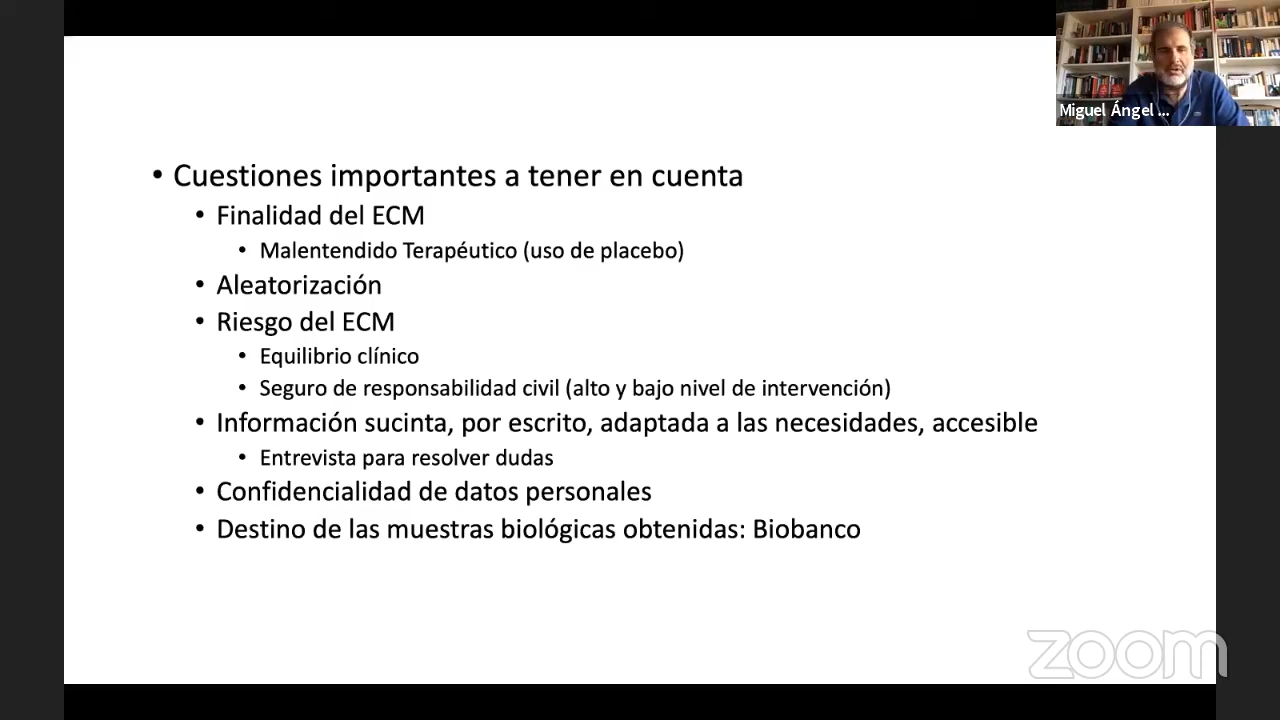 Miguel Ángel ...
• Cuestiones importantes a tener en cuenta
• Finalidad del ECM
• Malentendido Terapéutico (uso de placebo)
• Aleatorización
• Riesgo del ECM
• Equilibrio clínico
• Seguro de responsabilidad civil (alto y bajo nivel de intervención)
• Información sucinta, por escrito, adaptada a las necesidades, accesible
• Entrevista para resolver dudas
• Confidencialidad de datos personales
• Destino de las muestras biológicas obtenidas: Biobanco
zoom